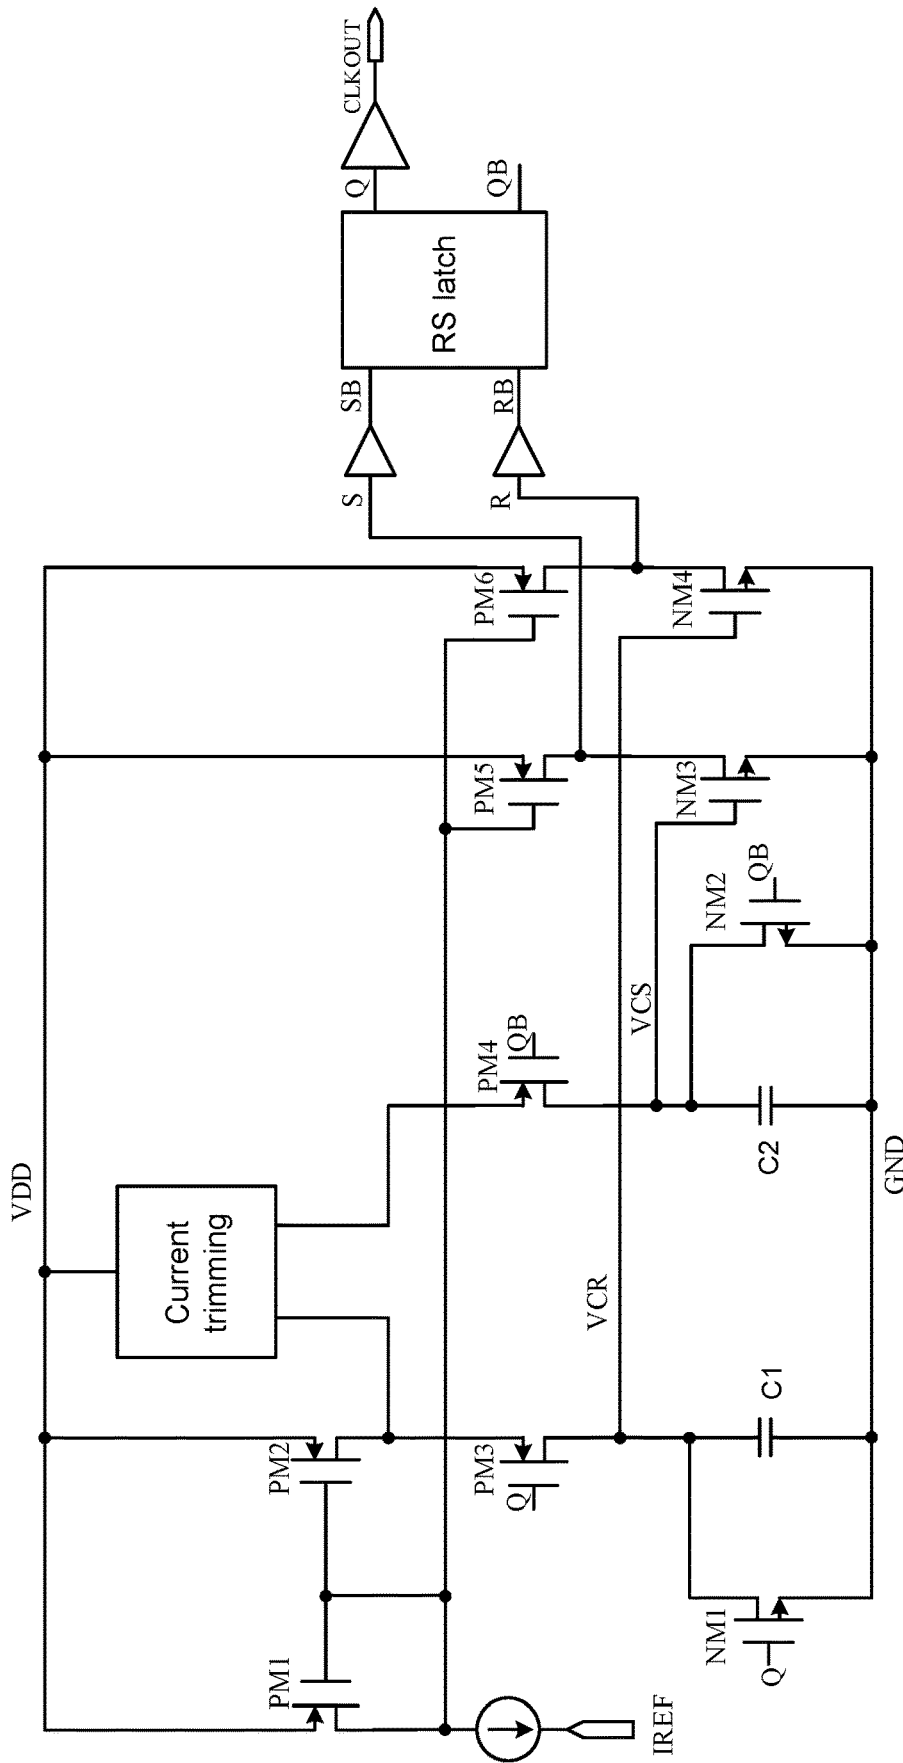 VDD
Current
trimming
PM1
PM2
IREF
Q
PM3
PM4
QB
PM5
PM6
VCR
VCS
NM1
Q
C1
C2
NM2
QB
NM3
NM4
GND
S
SB
R
RB
RS latch
Q
QB
CLKOUT